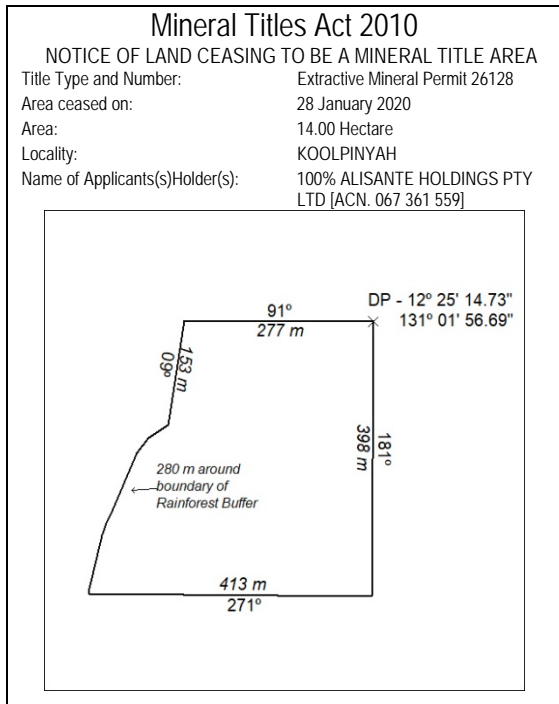 Mineral Titles Act 2010
NOTICE OF LAND CEASING TO BE A MINERAL TITLE AREA
Title Type and Number: Extractive Mineral Permit 26128
Area ceased on: 28 January 2020
Area: 14.00 Hectare
Locality: KOOLPINYAH
Name of Applicants(s)Holder(s): 100% ALISANTE HOLDINGS PTY
LTD [ACN. 067 361 559]
DP - 12º 25' 14.73"
131º 01' 56.69"
91º
277 m
153 m
09º
398 m
181º
280 m around
boundary of
Rainforest Buffer
413 m
271º